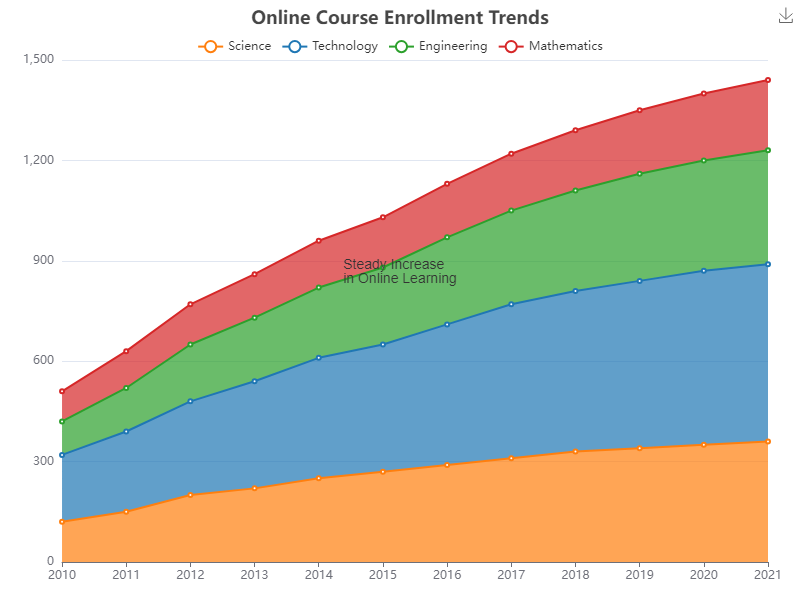 Online Course Enrollment Trends
Science Technology Engineering Mathematics
1,500
1,200
900
Steady Increase
in Online Learning
600
300
0
2010 2011 2012 2013 2014 2015 2016 2017 2018 2019 2020 2021